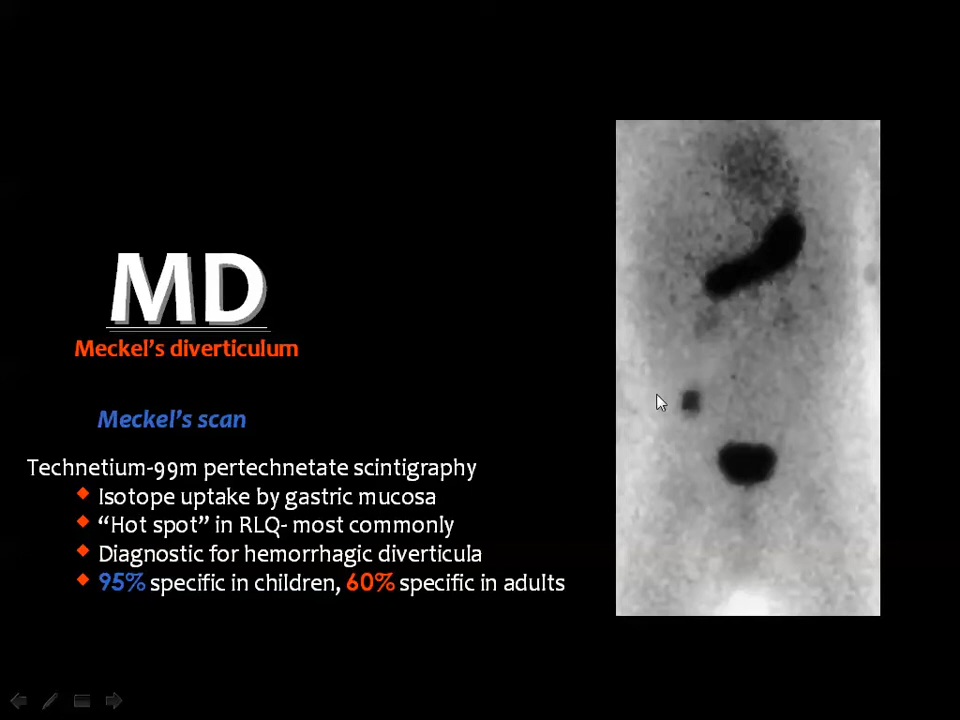 MD
Meckel's diverticulum
Meckel's scan
Technetium-99m pertechnetate scintigraphy
Isotope uptake by gastric mucosa
“Hot spot” in RLQ- most commonly
Diagnostic for hemorrhagic diverticula
95% specific in children, 60% specific in adults